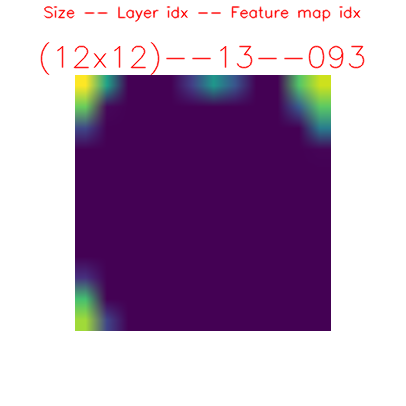 Size -- Layer idx -- Feature map idx
(12x12)--13--093